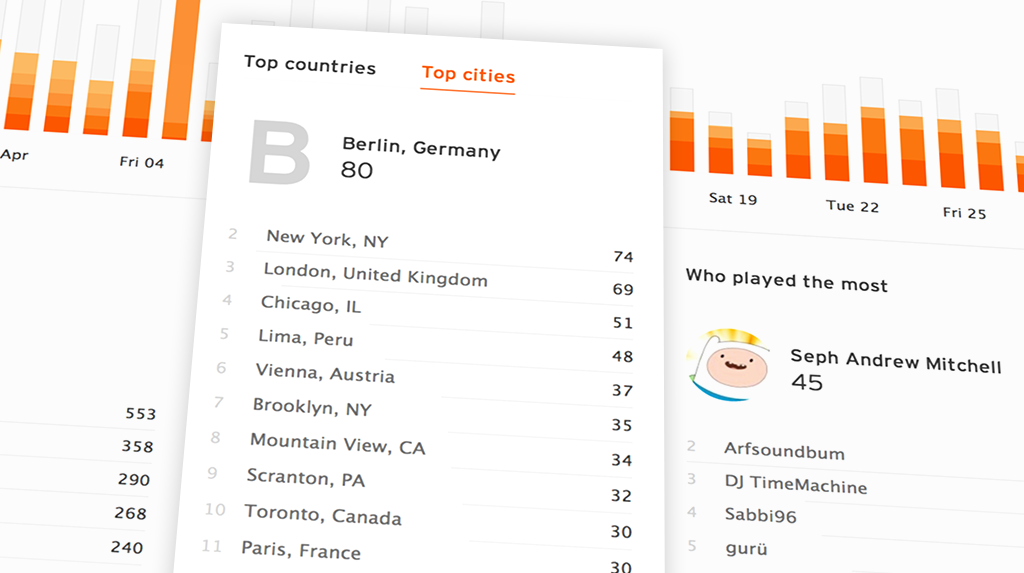 Top countries
Top cities
B
Berlin, Germany
80
2 New York, NY 74
3 London, United Kingdom 69
4 Chicago, IL 51
5 Lima, Peru 48
6 Vienna, Austria 37
7 Brooklyn, NY 35
8 Mountain View, CA 34
9 Scranton, PA 32
10 Toronto, Canada 30
11 Paris, France 30
Apr
Fri 04
553
358
290
268
240
Sat 19
Tue 22
Fri 25
Who played the most
Seph Andrew Mitchell
45
2 Arfsoundbum
3 DJ TimeMachine
4 Sabbi96
5 gurü